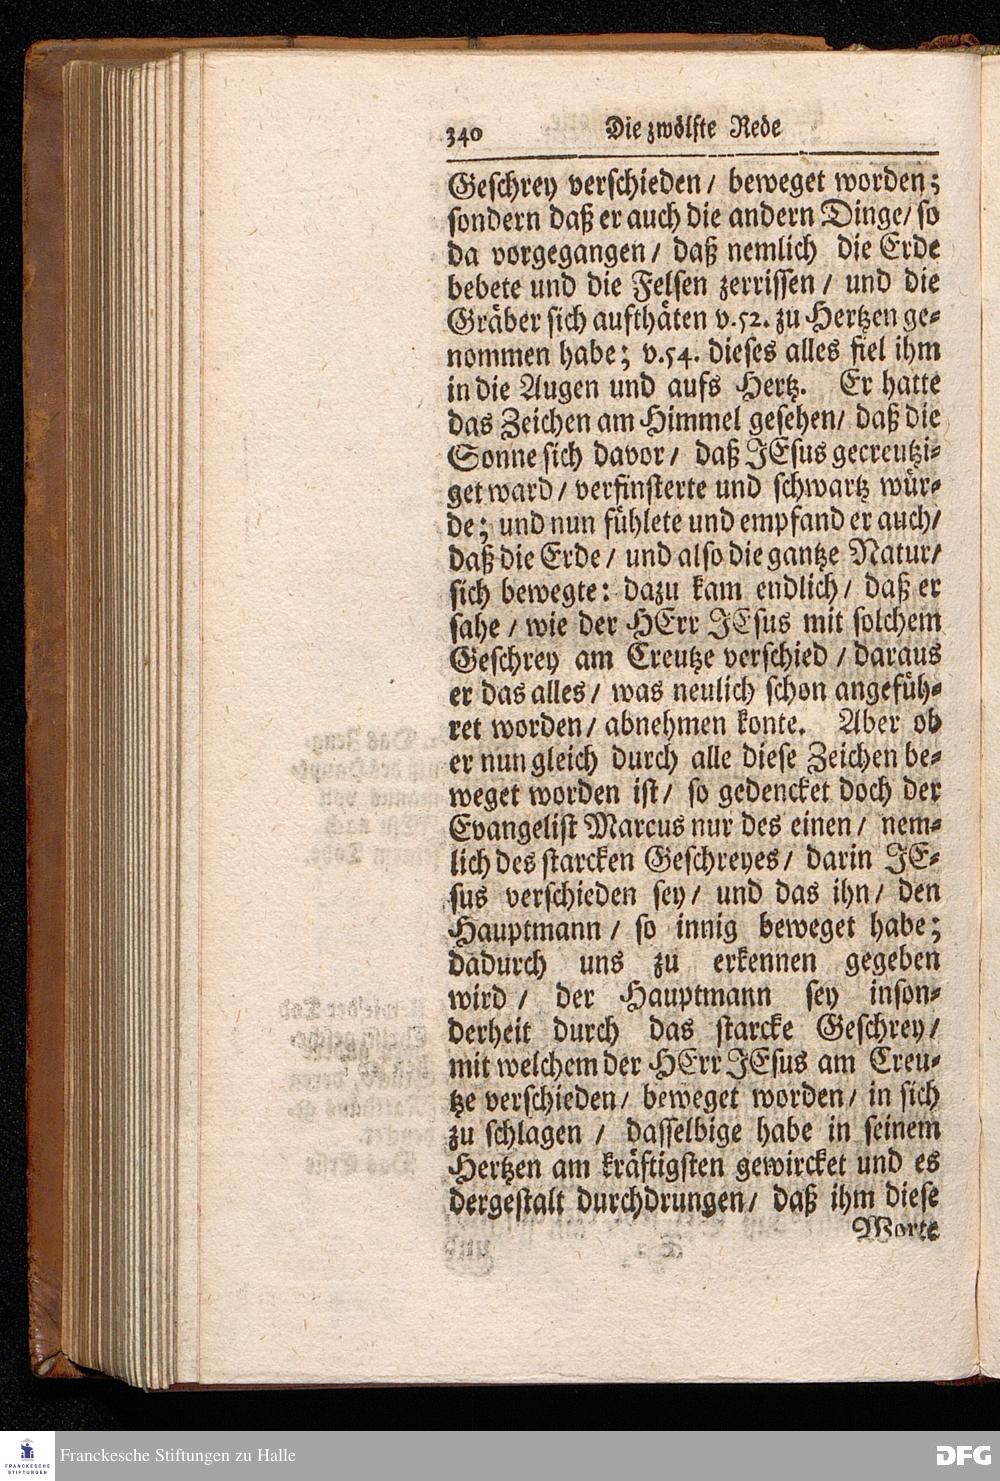 340 Die zwölfte Rede
Geschrey verschieden/ beweget worden;
sondern daß er auch die andern Dinge/ so
da vorgegangen/ daß nemlich die Erde
bebete und die Felsen zerrissen/ und die
Gräber sich aufthäten v.52. zu Hertzen ge-
nommen habe; v.54. dieses alles fiel ihm
in die Augen und aufs Hertz. Er hatte
das Zeichen am Himmel gesehen/ daß die
Sonne sich davor/ daß JEsus gecreutzi-
get ward/ verfinsterte und schwartz wür-
de; und nun fühlete und empfand er auch/
daß die Erde/ und also die gantze Natur/
sich bewegte: dazu kam endlich/ daß er
sahe/ wie der HErr JEsus mit solchem
Geschrey am Creutze verschied/ daraus
er das alles/ was neulich schon angefüh-
ret worden/ abnehmen konte. Aber ob
er nun gleich durch alle diese Zeichen be-
weget worden ist/ so gedencket doch der
Evangelist Marcus nur des einen/ nem-
lich des starcken Geschreyes/ darin JE-
sus verschieden sey/ und das ihn/ den
Hauptmann/ so innig beweget habe;
dadurch uns zu erkennen gegeben
wird/ der Hauptmann sey inson-
derheit durch das starcke Geschrey/
mit welchem der HErr JEsus am Creu-
tze verschieden/ beweget worden/ in sich
zu schlagen/ dasselbige habe in seinem
Hertzen am kräftigsten gewircket und es
dergestalt durchdrungen/ daß ihm diese
Worte
FRANCKESCHE STIFTUNGEN
Franckesche Stiftungen zu Halle
DFG